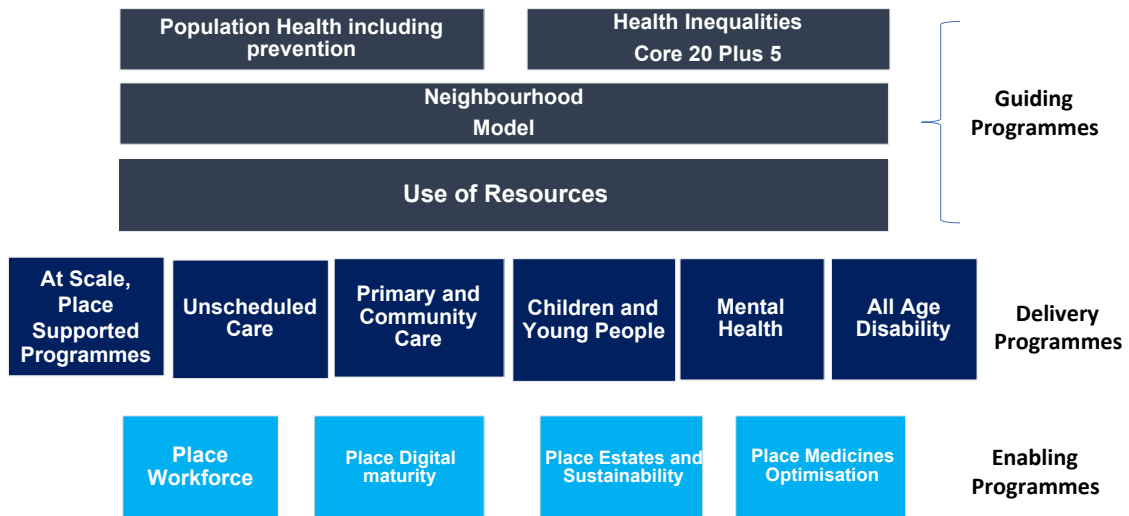 Population Health including
prevention
Health Inequalities
Core 20 Plus 5
Neighbourhood
Model
Use of Resources
Guiding
Programmes
At Scale,
Place
Supported
Programmes
Unscheduled
Care
Primary and
Community
Care
Children and
Young People
Mental
Health
All Age
Disability
Delivery
Programmes
Place
Workforce
Place Digital
maturity
Place Estates and
Sustainability
Place Medicines
Optimisation
Enabling
Programmes